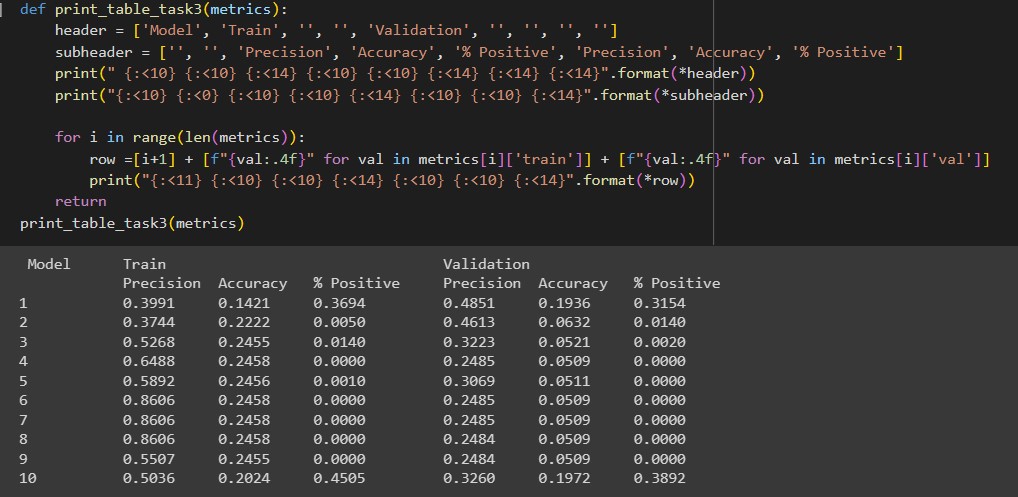 def print_table_task3(metrics):
    header = ['Model', 'Train', '', '', 'Validation', '', '', '', '']
    subheader = ['', '', 'Precision', 'Accuracy', '% Positive', 'Precision', 'Accuracy', '% Positive']
    print(" {:<10} {:<10} {:<14} {:<10} {:<10} {:<14} {:<14} {:<14}".format(*header))
    print("{:<10} {:<0} {:<10} {:<10} {:<14} {:<10} {:<10} {:<14}".format(*subheader))

    for i in range(len(metrics)):
        row =[i+1] + [f"{val:.4f}" for val in metrics[i]['train']] + [f"{val:.4f}" for val in metrics[i]['val']]
        print("{:<11} {:<10} {:<10} {:<14} {:<10} {:<10} {:<14}".format(*row))
    return
print_table_task3(metrics)
 Model      Train                                Validation
            Precision  Accuracy   % Positive     Precision  Accuracy   % Positive
1           0.3991     0.1421     0.3694         0.4851     0.1936     0.3154
2           0.3744     0.2222     0.0050         0.4613     0.0632     0.0140
3           0.5268     0.2455     0.0140         0.3223     0.0521     0.0020
4           0.6488     0.2458     0.0000         0.2485     0.0509     0.0000
5           0.5892     0.2456     0.0010         0.3069     0.0511     0.0000
6           0.8606     0.2458     0.0000         0.2485     0.0509     0.0000
7           0.8606     0.2458     0.0000         0.2485     0.0509     0.0000
8           0.8606     0.2458     0.0000         0.2484     0.0509     0.0000
9           0.5507     0.2455     0.0000         0.2484     0.0509     0.0000
10          0.5036     0.2024     0.4505         0.3260     0.1972     0.3892